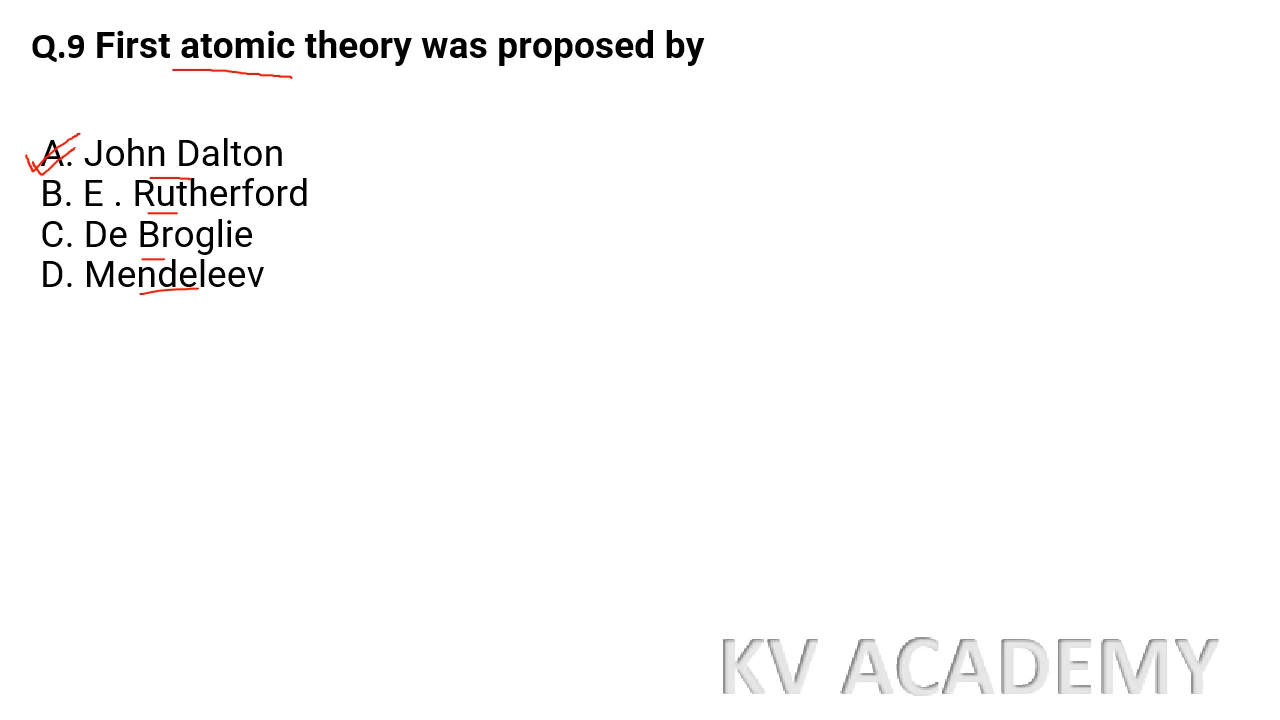 Q.9 First atomic theory was proposed by
A. John Dalton
B. E . Rutherford
C. De Broglie
D. Mendeleev
KV ACADEMY